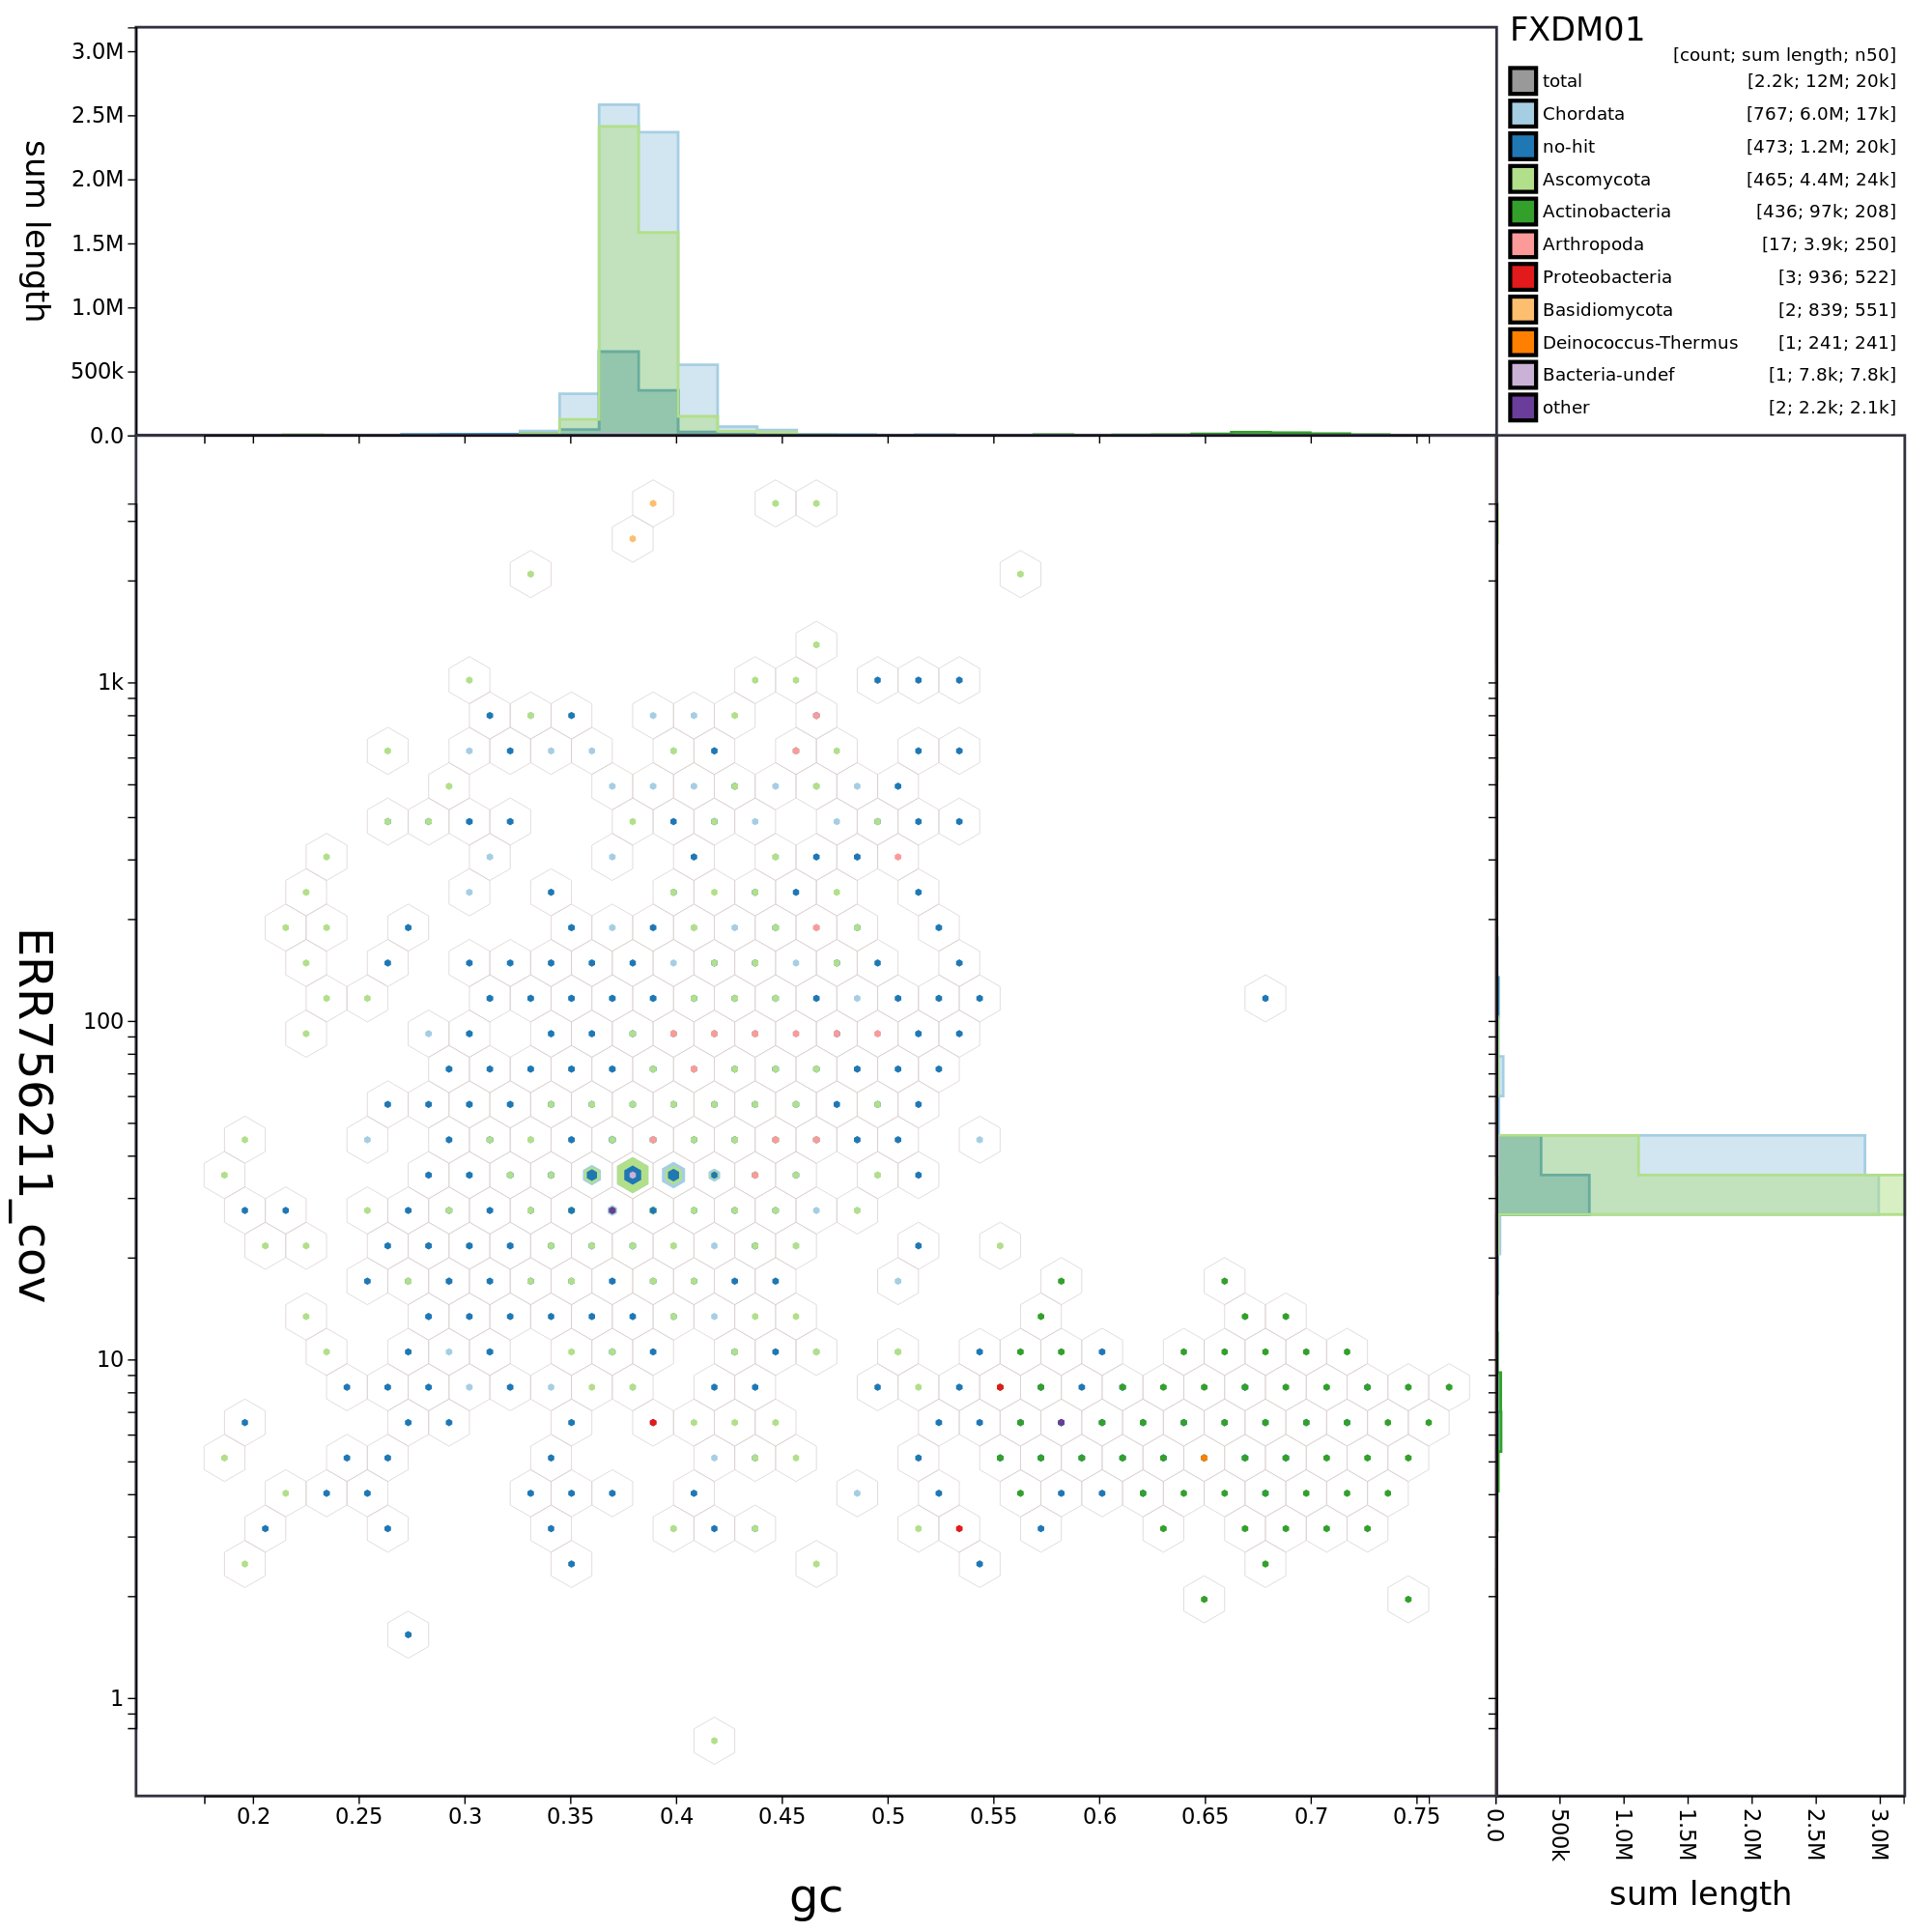 FXDM01
[count; sum length; n50]
total [2.2k; 12M; 20k]
Chordata [767; 6.0M; 17k]
no-hit [473; 1.2M; 20k]
Ascomycota [465; 4.4M; 24k]
Actinobacteria [436; 97k; 208]
Arthropoda [17; 3.9k; 250]
Proteobacteria [3; 936; 522]
Basidiomycota [2; 839; 551]
Deinococcus-Thermus [1; 241; 241]
Bacteria-undef [1; 7.8k; 7.8k]
other [2; 2.2k; 2.1k]
sum length
3.0M
2.5M
2.0M
1.5M
1.0M
500k
0.0
ERR756211_cov
1k
100
10
1
0.2 0.25 0.3 0.35 0.4 0.45 0.5 0.55 0.6 0.65 0.7 0.75
gc
0.0 500k 1.0M 1.5M 2.0M 2.5M 3.0M
sum length